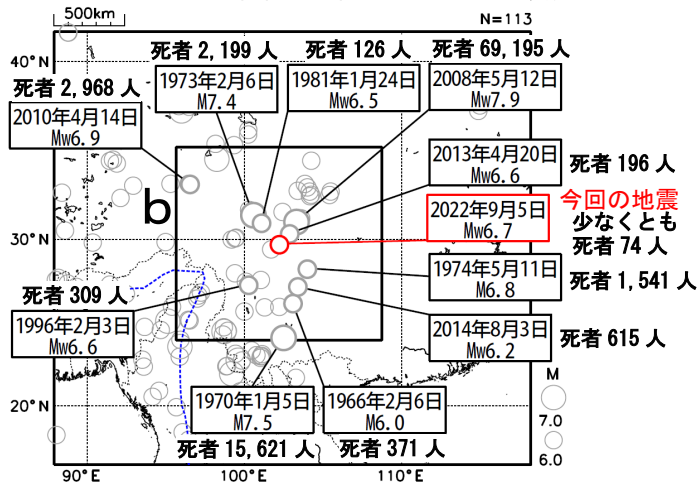 500km
N=113
40°N
30°N
20°N
90°E
100°E
110°E
死者 2,199 人
1973年2月6日
M7.4
死者 126 人
1981年1月24日
Mw6.5
死者 69,195 人
2008年5月12日
Mw7.9
死者 2,968 人
2010年4月14日
Mw6.9
2013年4月20日
Mw6.6
死者 196 人
b
2022年9月5日
Mw6.7
今回の地震
少なくとも
死者 74 人
1974年5月11日
M6.8
死者 1,541 人
死者 309 人
1996年2月3日
Mw6.6
2014年8月3日
Mw6.2
死者 615 人
1970年1月5日
M7.5
死者 15,621 人
1966年2月6日
M6.0
死者 371 人
M
7.0
6.0